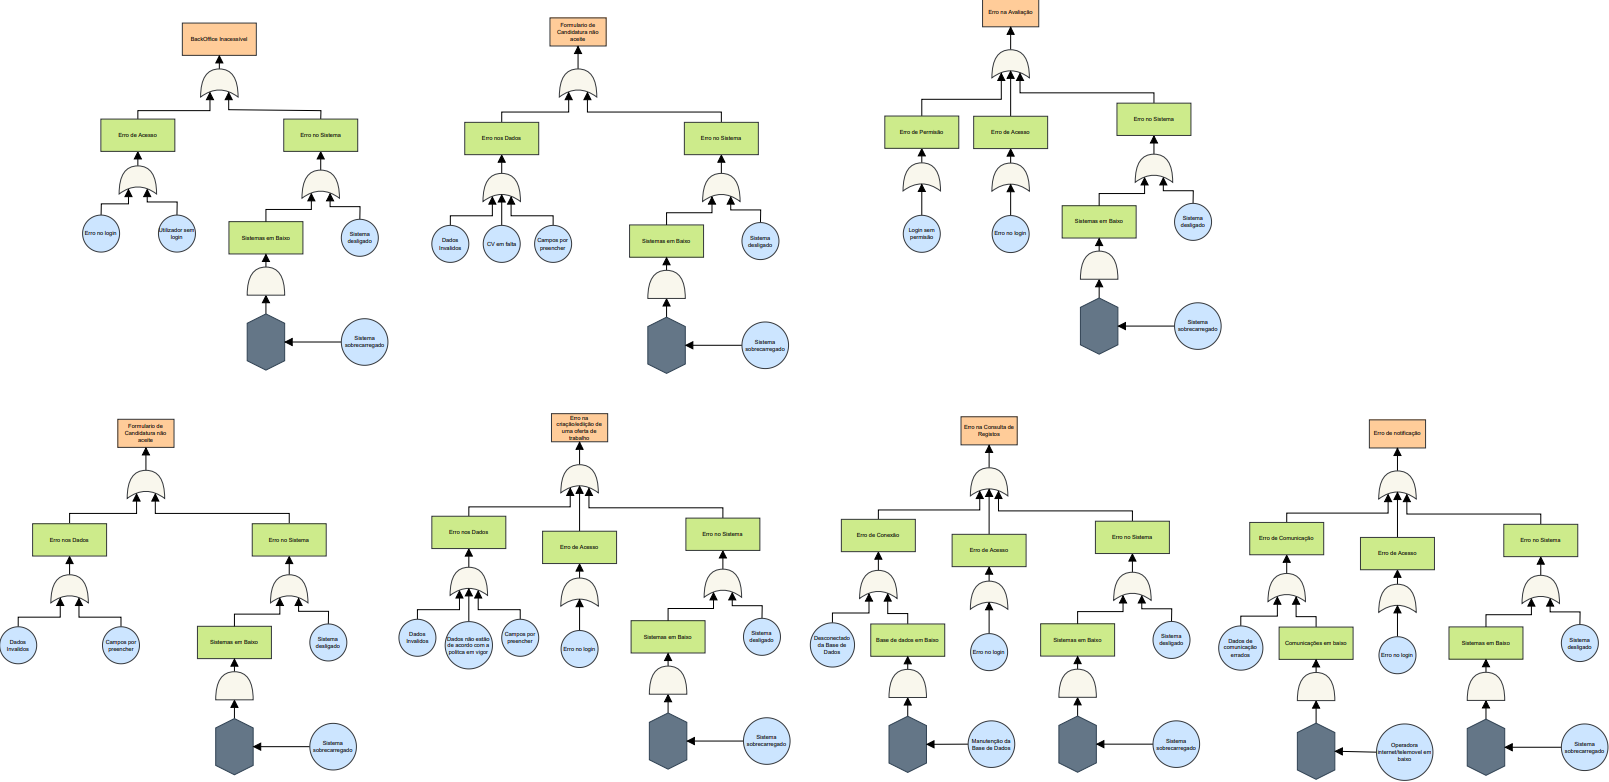 BackOffice Inacessível
Erro de Acesso
Erro no Sistema
Erro no login
Utilizador sem
login
Sistemas em Baixo
Sistema
desligado
Sistema
sobrecarregado
Formulario de
Candidatura não
aceite
Erro nos Dados
Erro no Sistema
Dados
Invalidos
CV em falta
Campos por
preencher
Sistemas em Baixo
Sistema
desligado
Sistema
sobrecarregado
Erro na Avaliação
Erro de Permissão
Erro de Acesso
Erro no Sistema
Login sem
permisão
Erro no login
Sistemas em Baixo
Sistema
desligado
Sistema
sobrecarregado
Formulario de
Candidatura não
aceite
Erro nos Dados
Erro no Sistema
Dados
Invalidos
Campos por
preencher
Sistemas em Baixo
Sistema
desligado
Sistema
sobrecarregado
Erro na
criação/edição de
uma oferta de
trabalho
Erro nos Dados
Erro de Acesso
Erro no Sistema
Dados
Invalidos
Dados não estão
de acordo com a
politica em vigor
Campos por
preencher
Erro no login
Sistemas em Baixo
Sistema
desligado
Sistema
sobrecarregado
Erro na Consulta de
Registos
Erro de Conexão
Erro de Acesso
Erro no Sistema
Desconectado
da Base de
Dados
Base de dados em Baixo
Erro no login
Sistemas em Baixo
Sistema
desligado
Manutenção da
Base de Dados
Sistema
sobrecarregado
Erro de notificação
Erro de Comunicação
Erro de Acesso
Erro no Sistema
Dados de
comunicação
errados
Comunicações em baixo
Erro no login
Sistemas em Baixo
Sistema
desligado
Operadora
internet/telemovel em
baixo
Sistema
sobrecarregado